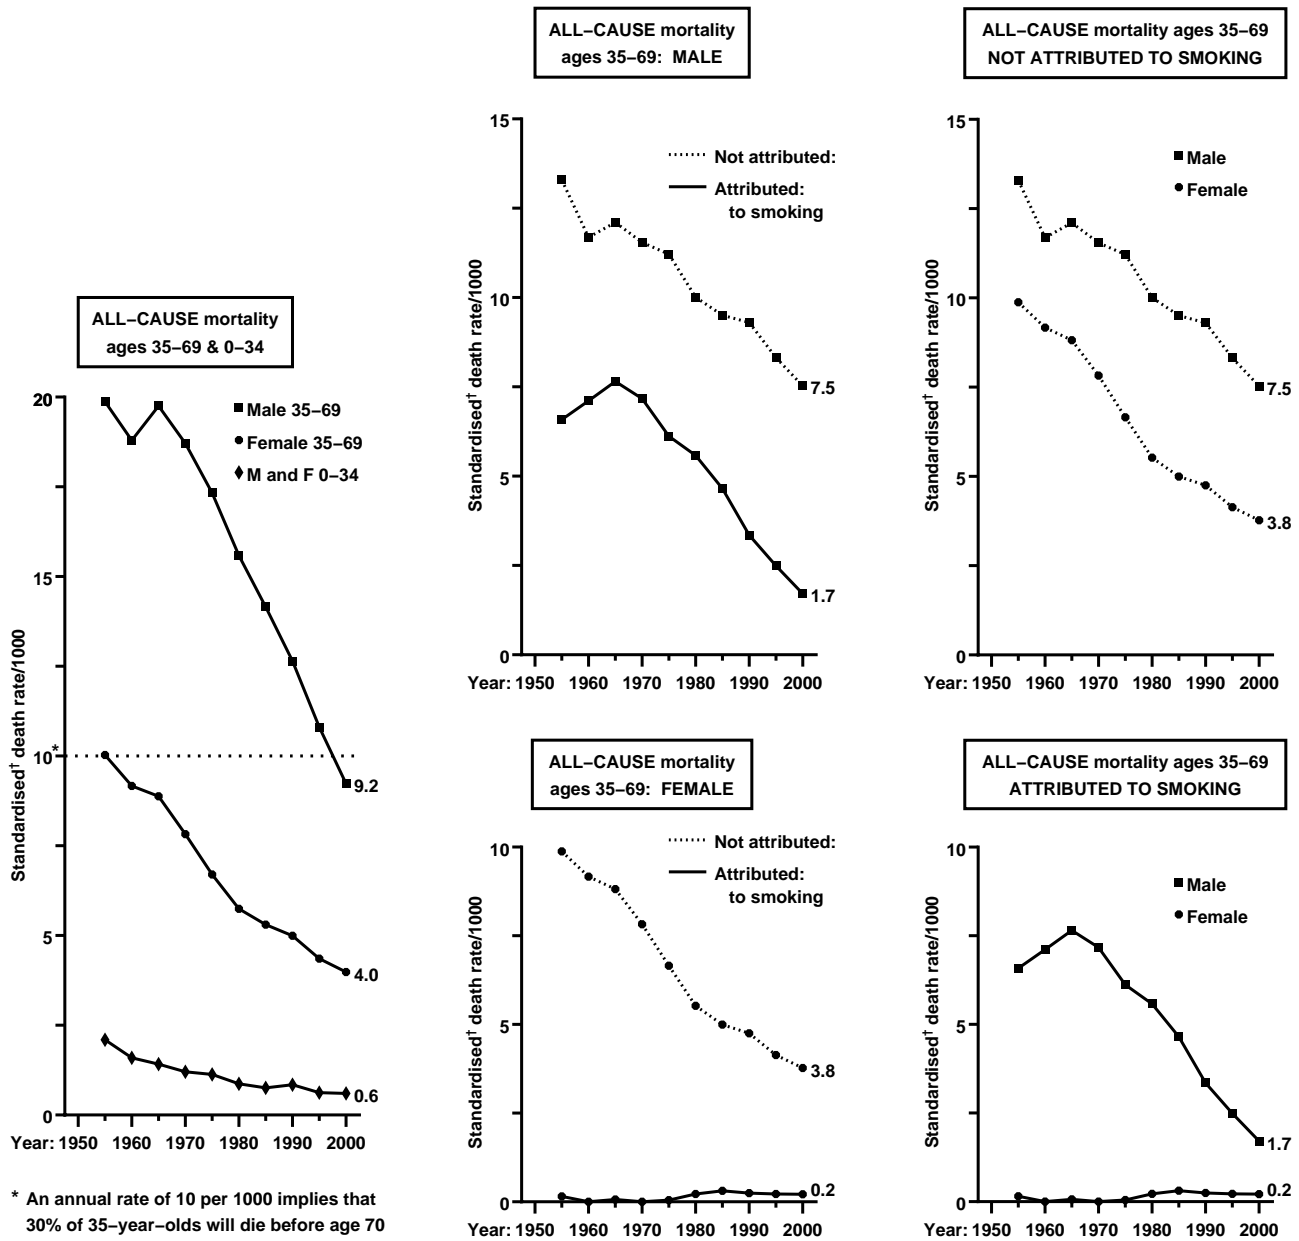 ALL−CAUSE mortality
ages 35−69 & 0−34
Standardised† death rate/1000
20
15
10*
5
0
Male 35−69
Female 35−69
M and F 0−34
9.2
4.0
0.6
Year: 1950 1960 1970 1980 1990 2000
* An annual rate of 10 per 1000 implies that
30% of 35−year−olds will die before age 70
ALL−CAUSE mortality
ages 35−69: MALE
Standardised† death rate/1000
15
10
5
0
Not attributed:
Attributed:
to smoking
7.5
1.7
Year: 1950 1960 1970 1980 1990 2000
ALL−CAUSE mortality
ages 35−69: FEMALE
Standardised† death rate/1000
10
5
0
Not attributed:
Attributed:
to smoking
3.8
0.2
Year: 1950 1960 1970 1980 1990 2000
ALL−CAUSE mortality ages 35−69
NOT ATTRIBUTED TO SMOKING
Standardised† death rate/1000
15
10
5
0
Male
Female
7.5
3.8
Year: 1950 1960 1970 1980 1990 2000
ALL−CAUSE mortality ages 35−69
ATTRIBUTED TO SMOKING
Standardised† death rate/1000
10
5
0
Male
Female
1.7
0.2
Year: 1950 1960 1970 1980 1990 2000